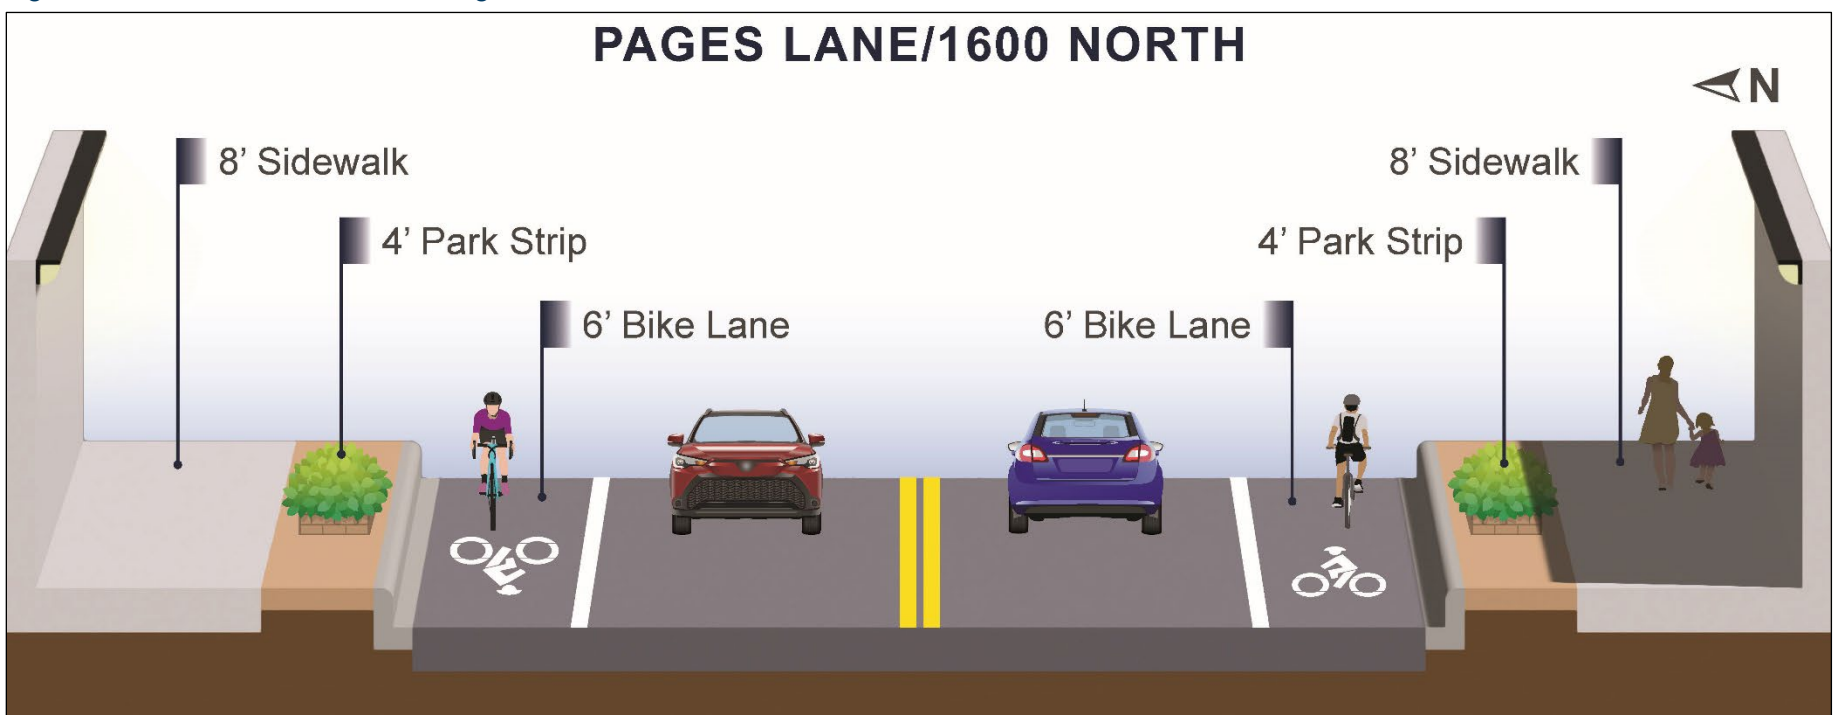 PAGES LANE/1600 NORTH
N
8’ Sidewalk
8’ Sidewalk
4’ Park Strip
4’ Park Strip
6’ Bike Lane
6’ Bike Lane